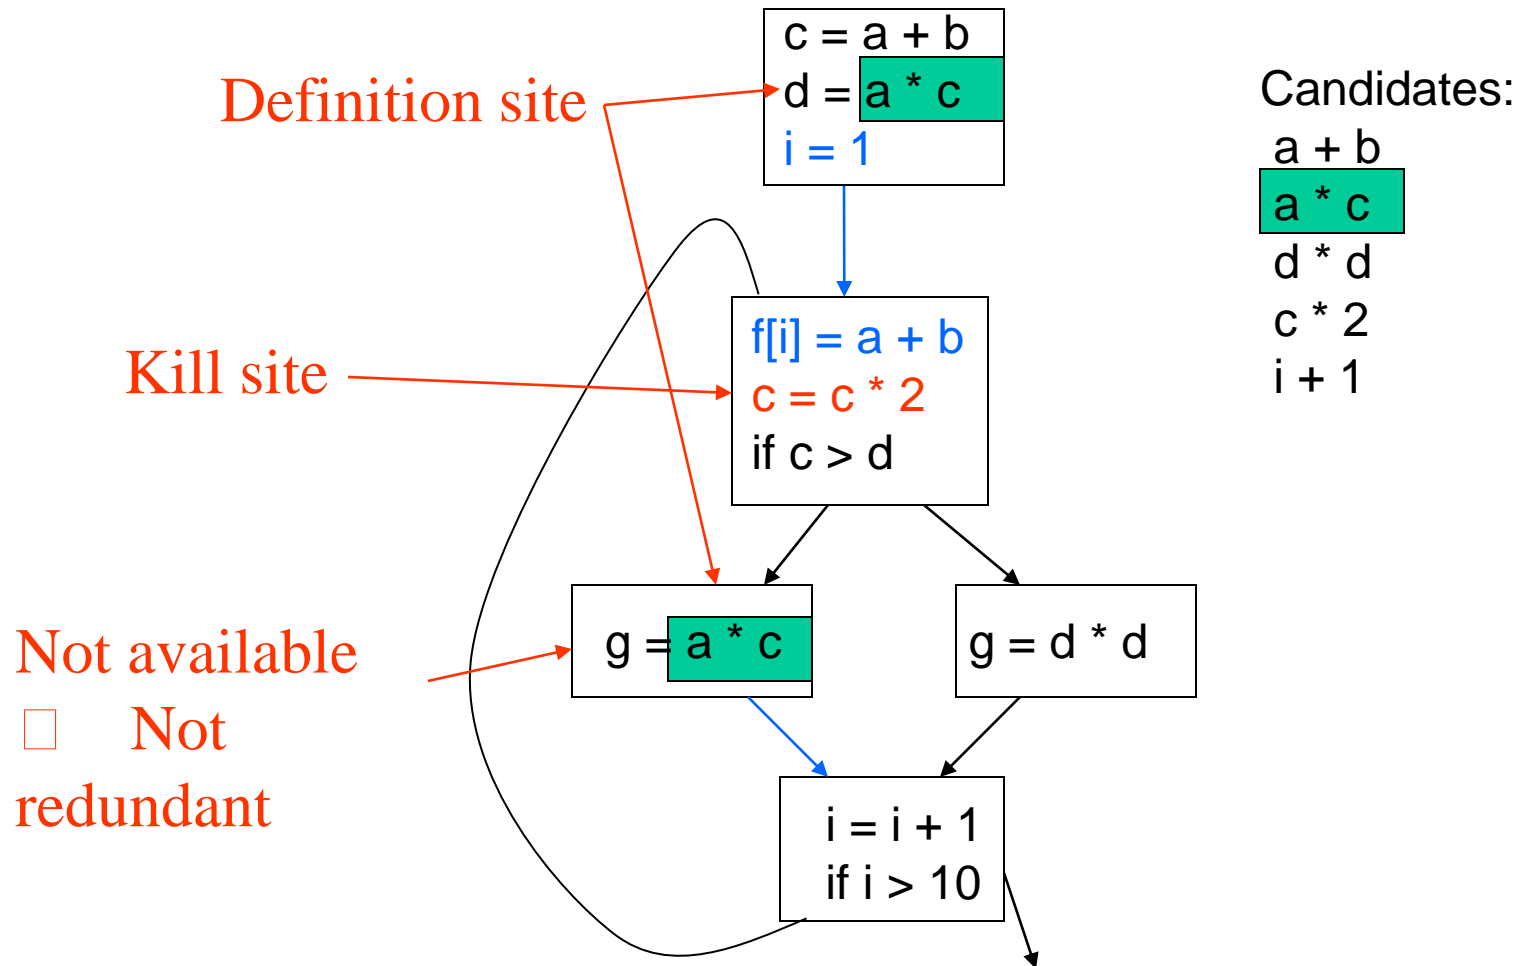 c = a + b
d = a * c
i = 1
Definition site
Candidates:
a + b
a * c
d * d
c * 2
i + 1
f[i] = a + b
c = c * 2
if c > d
Kill site
g = a * c
g = d * d
Not available
Not
redundant
i = i + 1
if i > 10